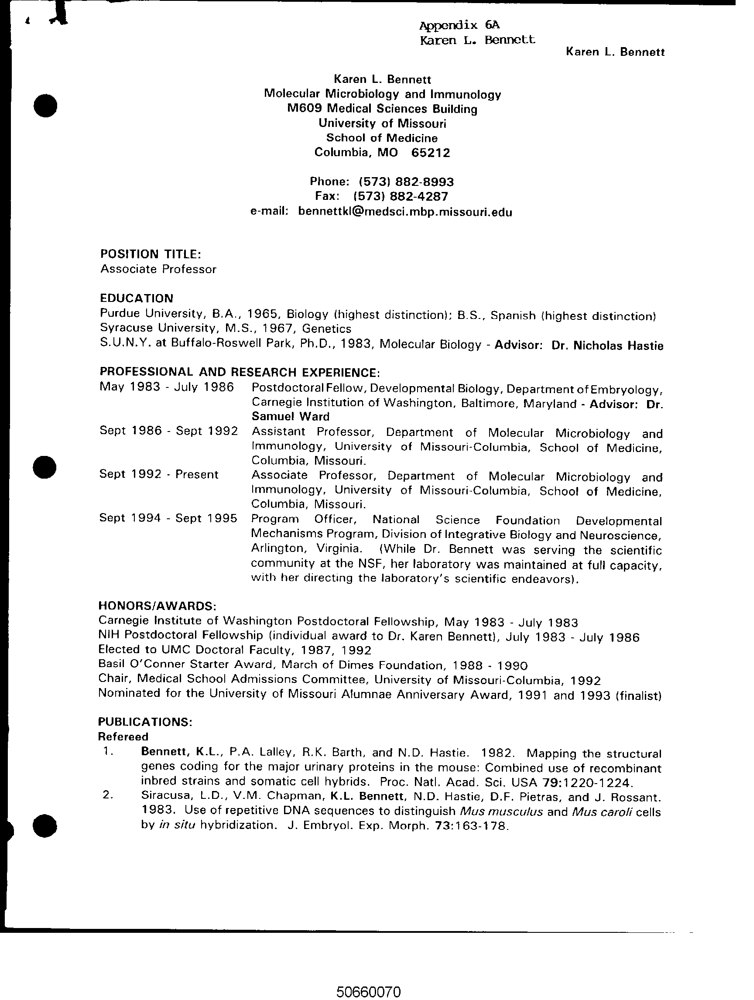 Appendix 6A
Karen L. Bennett
Karen L. Bennett
Karen L. Bennett
Molecular Microbiology and Immunology
M609 Medical Sciences Building
University of Missouri
School of Medicine
Columbia, MO 65212
Phone: (573) 882-8993
Fax: (573) 882-4287
e-mail: bennettkl@medsci.mbp.missouri.edu
POSITION TITLE:
Associate Professor
EDUCATION
Purdue University, B.A., 1965, Biology (highest distinction); B.S., Spanish (highest distinction)
Syracuse University, M.S., 1967, Genetics
S.U.N.Y. at Buffalo-Roswell Park, Ph.D., 1983, Molecular Biology - Advisor: Dr. Nicholas Hastie
PROFESSIONAL AND RESEARCH EXPERIENCE:
May 1983 - July 1986 Postdoctoral Fellow, Developmental Biology, Department of Embryology,
Carnegie Institution of Washington, Baltimore, Maryland - Advisor: Dr.
Samuel Ward
Sept 1986 - Sept 1992 Assistant Professor, Department of Molecular Microbiology and
Immunology, University of Missouri-Columbia, School of Medicine,
Columbia, Missouri.
Sept 1992 - Present Associate Professor, Department of Molecular Microbiology and
Immunology, University of Missouri-Columbia, School of Medicine,
Columbia, Missouri.
Sept 1994 - Sept 1995 Program Officer, National Science Foundation Developmental
Mechanisms Program, Division of Integrative Biology and Neuroscience,
Arlington, Virginia. (While Dr. Bennett was serving the scientific
community at the NSF, her laboratory was maintained at full capacity,
with her directing the laboratory's scientific endeavors).
HONORS/AWARDS:
Carnegie Institute of Washington Postdoctoral Fellowship, May 1983 - July 1983
NIH Postdoctoral Fellowship (individual award to Dr. Karen Bennett), July 1983 - July 1986
Elected to UMC Doctoral Faculty, 1987, 1992
Basil O'Conner Starter Award, March of Dimes Foundation, 1988 - 1990
Chair, Medical School Admissions Committee, University of Missouri-Columbia, 1992
Nominated for the University of Missouri Alumnae Anniversary Award, 1991 and 1993 (finalist)
PUBLICATIONS:
Refereed
1. Bennett, K.L., P.A. Lalley, R.K. Barth, and N.D. Hastie. 1982. Mapping the structural
genes coding for the major urinary proteins in the mouse: Combined use of recombinant
inbred strains and somatic cell hybrids. Proc. Natl. Acad. Sci. USA 79:1220-1224.
2. Siracusa, L.D., V.M. Chapman, K.L. Bennett, N.D. Hastie, D.F. Pietras, and J. Rossant.
1983. Use of repetitive DNA sequences to distinguish Mus musculus and Mus caroli cells
by in situ hybridization. J. Embryol. Exp. Morph. 73:163-178.
50660070